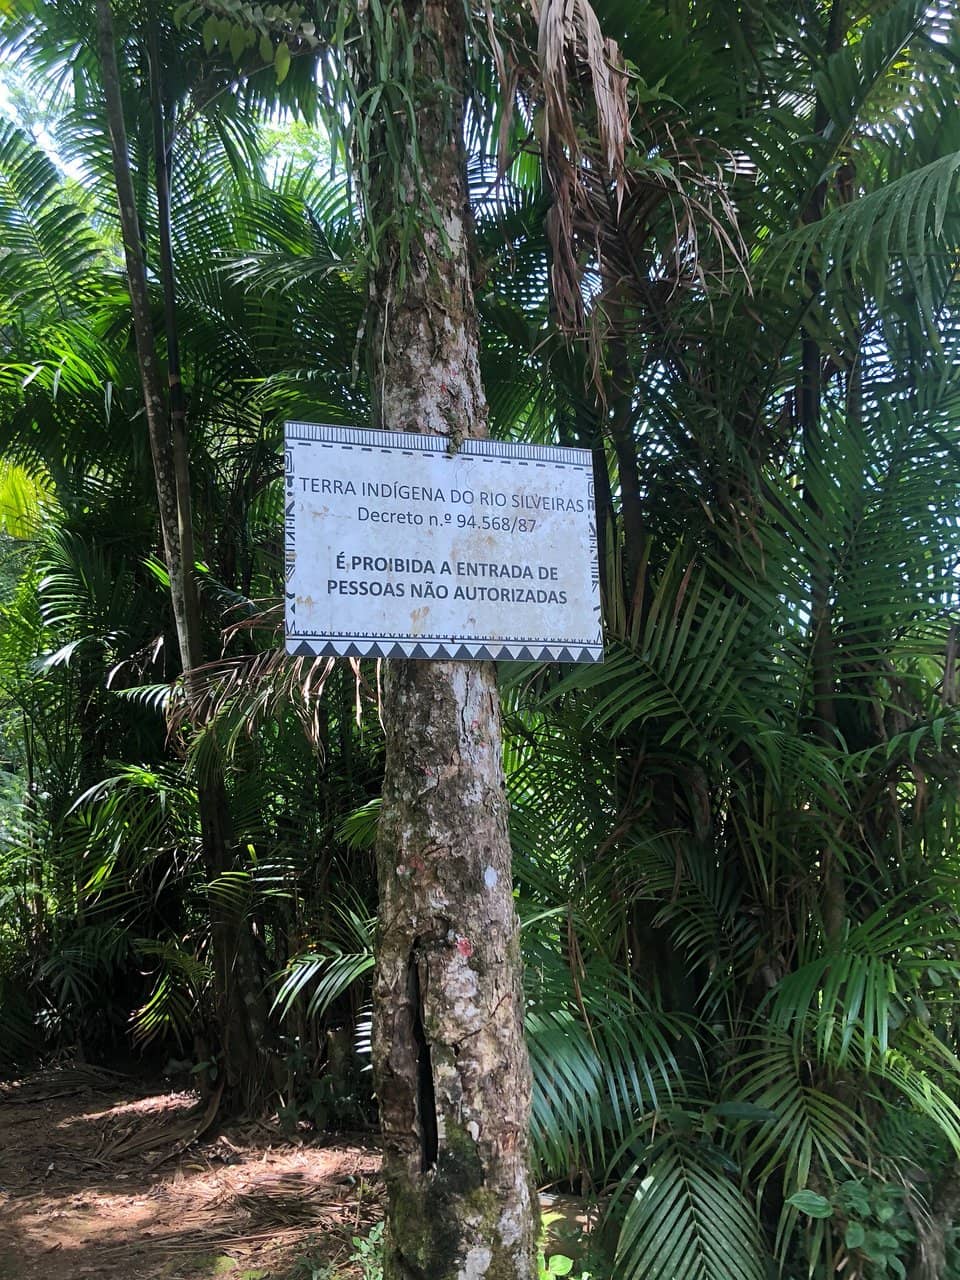 TERRA INDÍGENA DO RIO SILVEIRAS
Decreto n.º 94.568/87
É PROIBIDA A ENTRADA DE
PESSOAS NÃO AUTORIZADAS